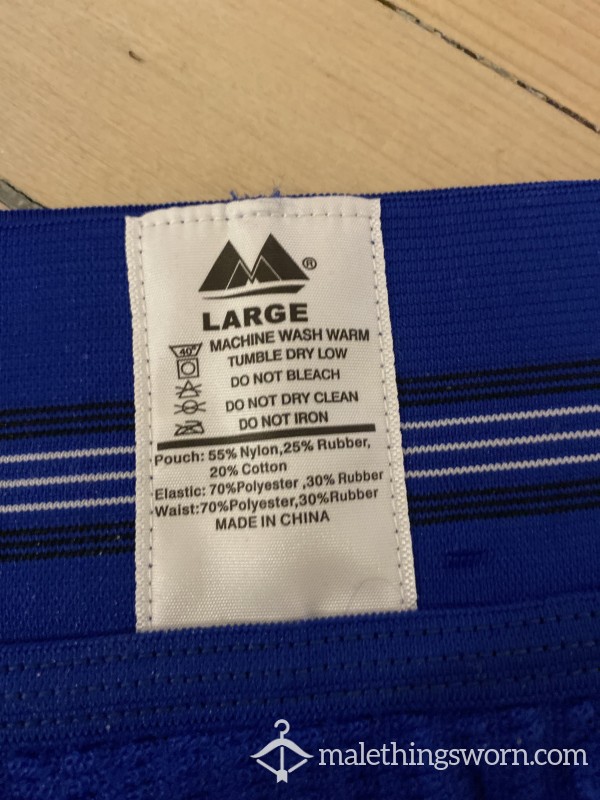 ®
LARGE
40°
MACHINE WASH WARM
TUMBLE DRY LOW
DO NOT BLEACH
DO NOT DRY CLEAN
DO NOT IRON
Pouch: 55% Nylon,25% Rubber,
20% Cotton
Elastic: 70%Polyester ,30% Rubber
Waist:70%Polyester,30%Rubber
MADE IN CHINA
malethingsworn.com